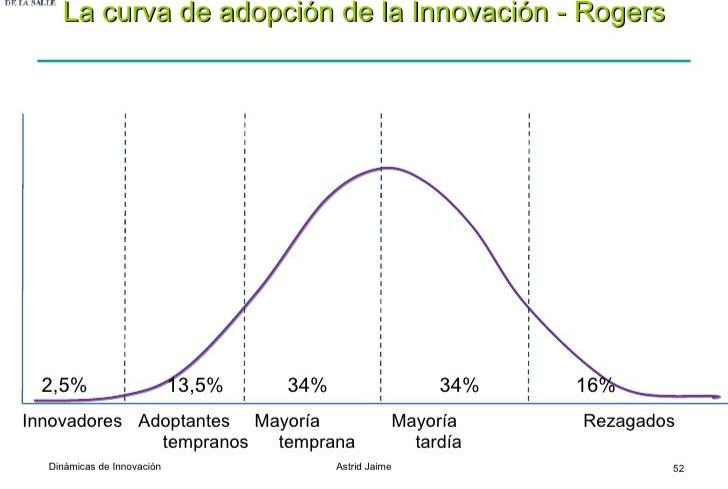 DE LA SALLE
La curva de adopción de la Innovación - Rogers
2,5% 13,5% 34% 34% 16%
Innovadores Adoptantes Mayoría Mayoría Rezagados
tempranos temprana tardía
Dinámicas de Innovación Astrid Jaime 52